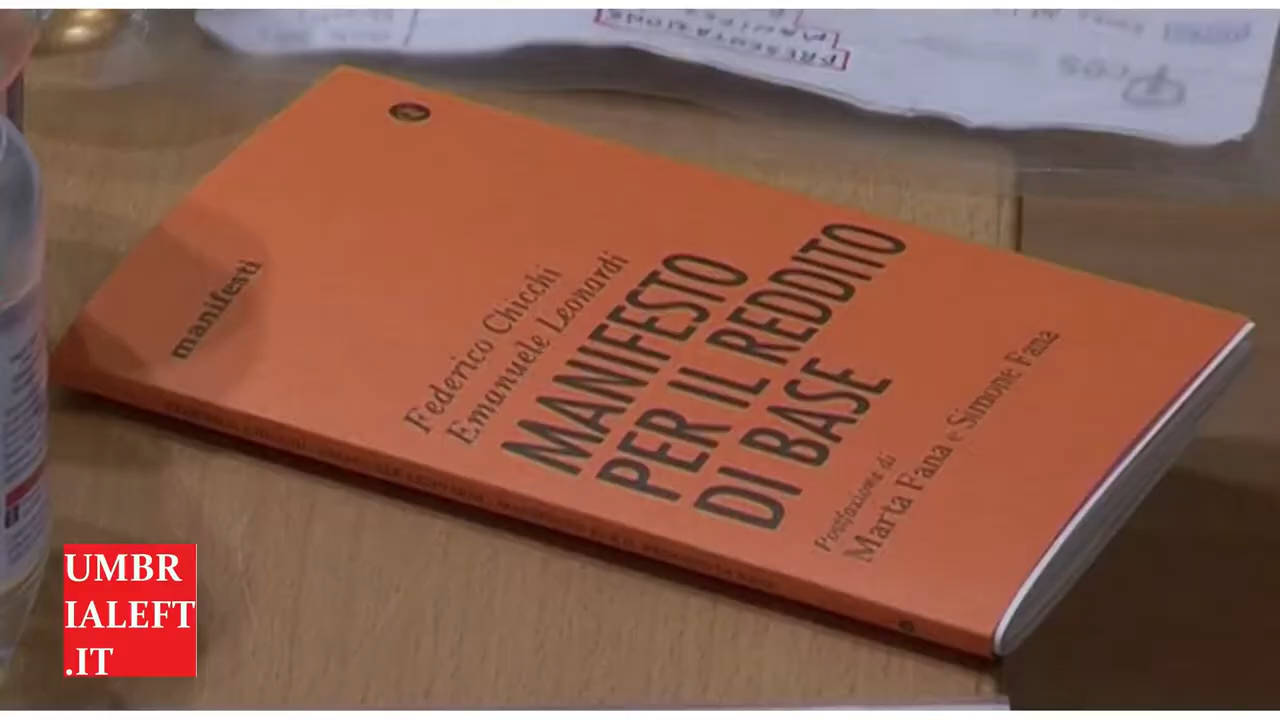 PRESENTAZIONE
manifesti
Federico Chicchi
Emanuele Leonardi
MANIFESTO
PER IL REDDITO
DI BASE
Postfazione di
Marta Fana e Simone Fana
UMBR
IALEFT
.IT